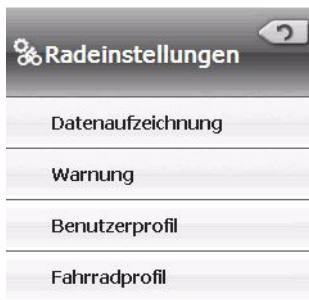 Radeinstellungen
Datenaufzeichnung
Warnung
Benutzerprofil
Fahrradprofil